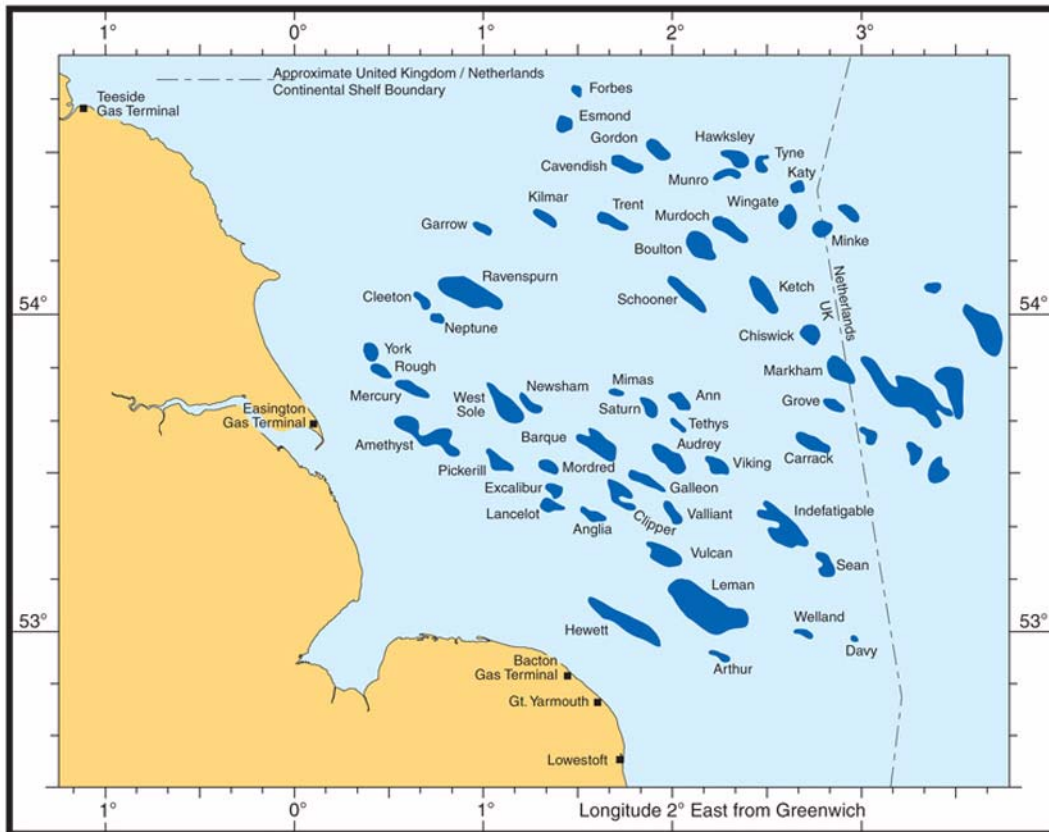 1°
0°
1°
2°
3°
Approximate United Kingdom / Netherlands
Continental Shelf Boundary
Teeside
Gas Terminal
Forbes
Esmond
Gordon
Hawksley
Cavendish
Tyne
Munro
Katy
Kilmar
Trent
Murdoch
Wingate
Garrow
Boulton
Minke
Ravenspurn
Cleeton
Schooner
Ketch
Netherlands
UK
54°
54°
Neptune
Chiswick
York
Rough
Markham
Mercury
West
Sole
Newsham
Mimas
Ann
Saturn
Grove
Easington
Gas Terminal
Tethys
Amethyst
Barque
Audrey
Pickerill
Mordred
Viking
Carrack
Excalibur
Galleon
Lancelot
Anglia
Clipper
Valliant
Indefatigable
Vulcan
Sean
Leman
Hewett
Welland
53°
53°
Davy
Arthur
Bacton
Gas Terminal
Gt. Yarmouth
Lowestoft
1°
0°
1°
Longitude 2° East from Greenwich
3°